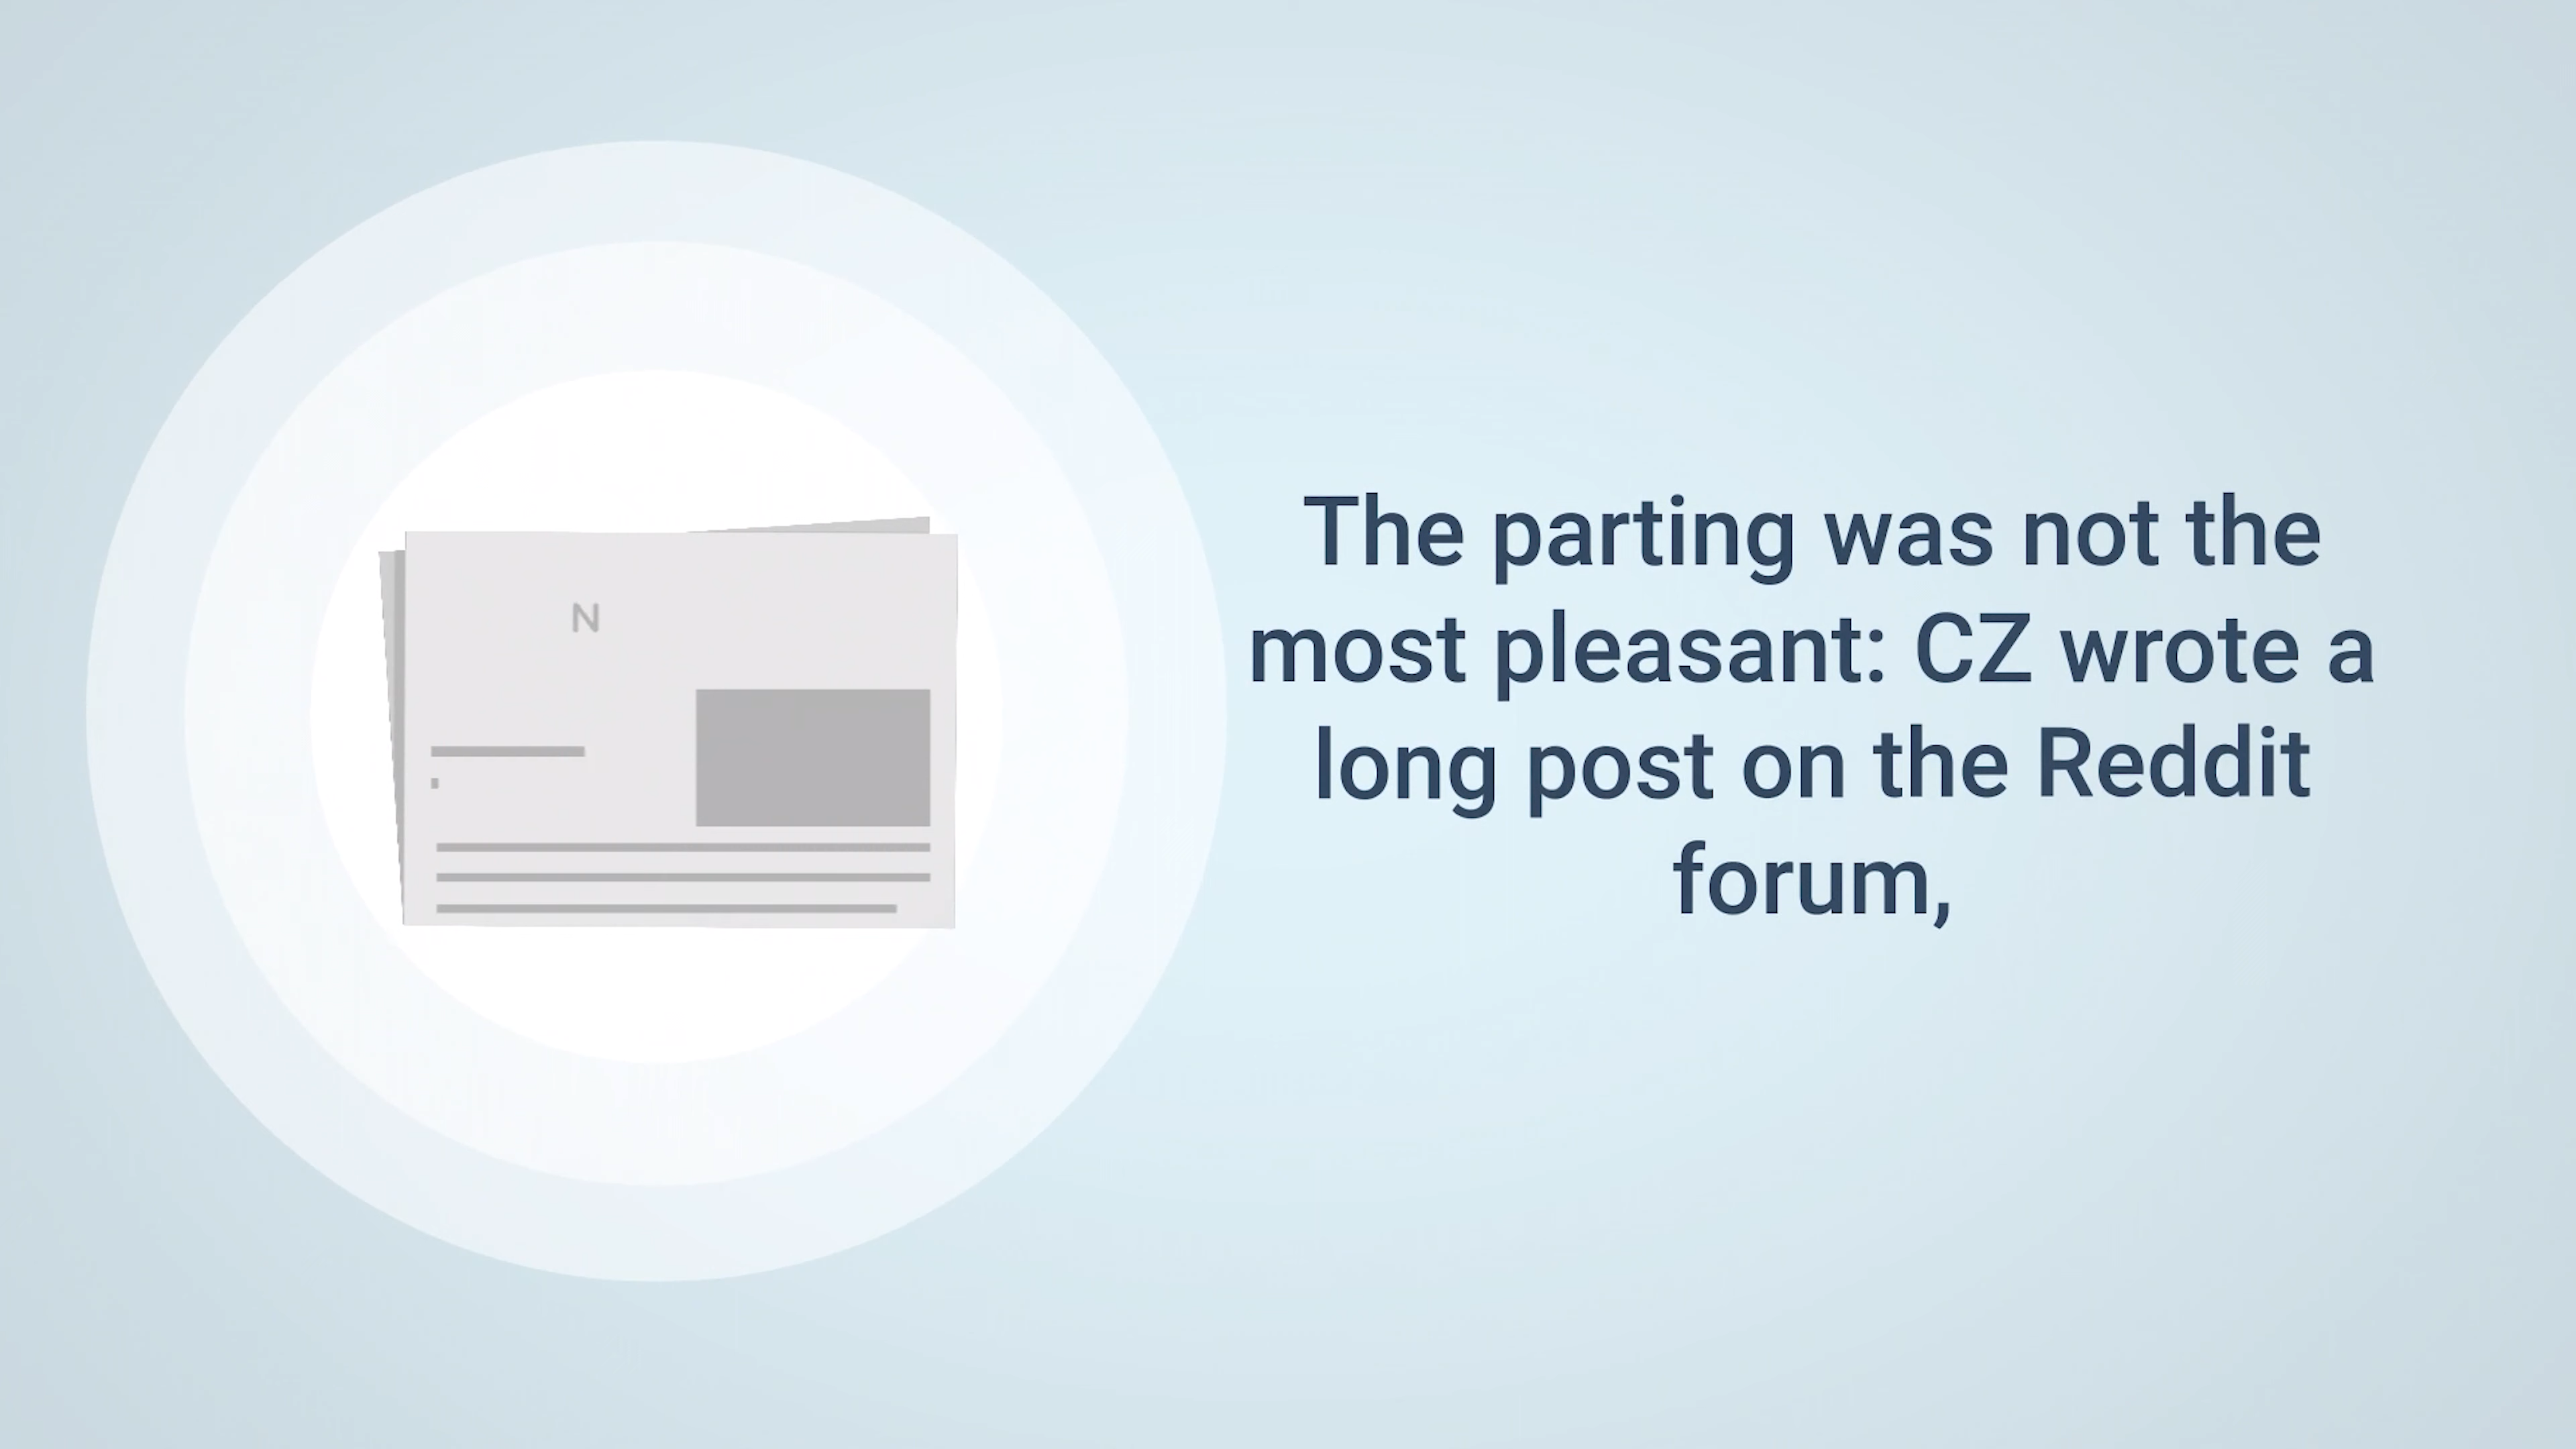 N
The parting was not the
most pleasant: CZ wrote a
long post on the Reddit
forum,